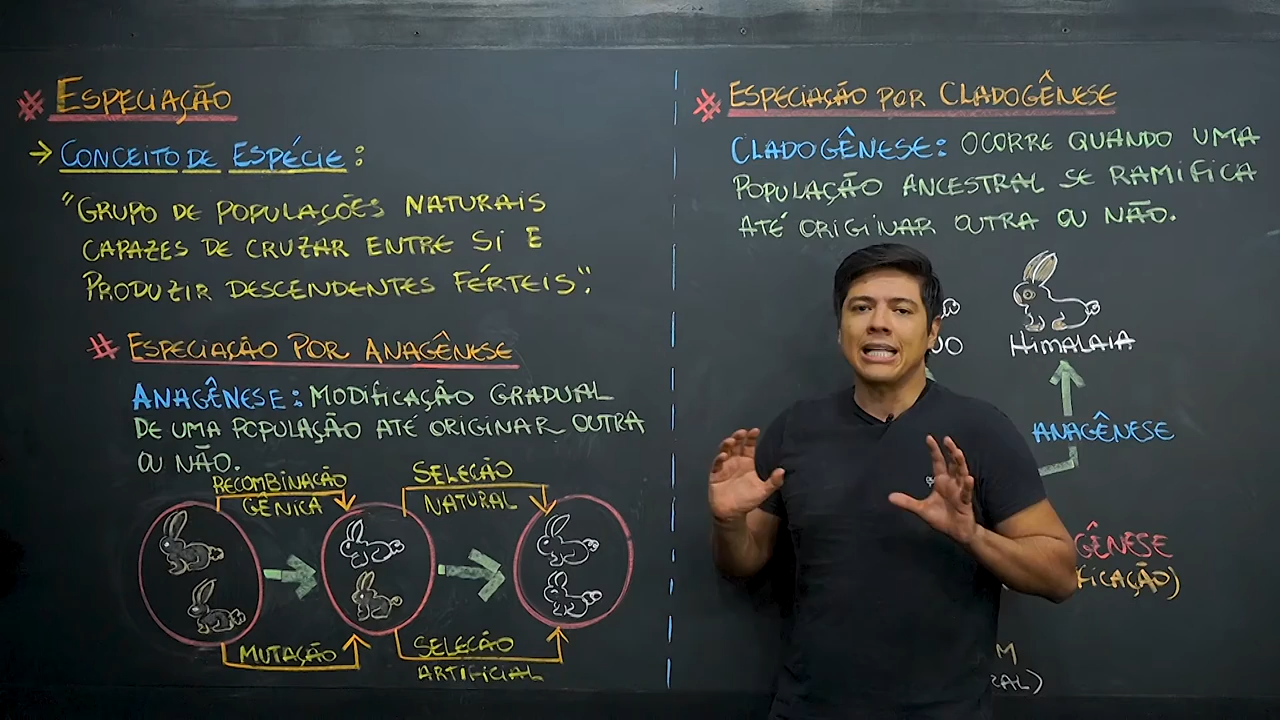 # Especiação
→ Conceito de Espécie:
"Grupo de populações naturais
capazes de cruzar entre si e
produzir descendentes férteis".
# Especiação por Anagênese
Anagênese: modificação gradual
de uma população até originar outra
ou não.
Recombinação
gênica
Seleção
natural
Mutação
Seleção
artificial
# Especiação por Cladogênese
Cladogênese: ocorre quando uma
população ancestral se ramifica
até originar outra ou não.
Himalaia
Anagênese